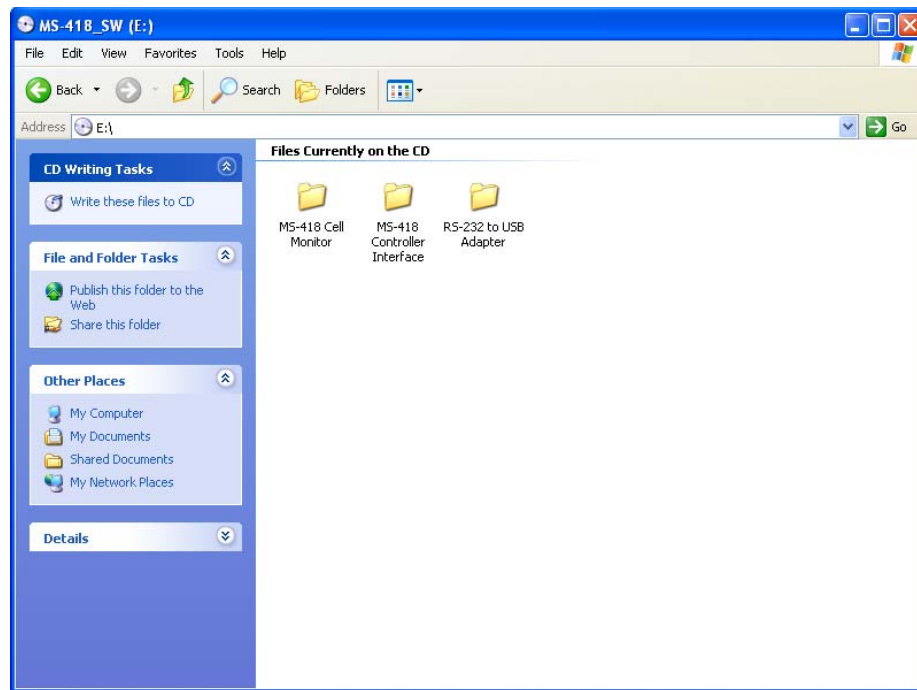 MS-418_SW (E:)
File Edit View Favorites Tools Help
Back Search Folders
Address E:\ Go
CD Writing Tasks
Write these files to CD
File and Folder Tasks
Publish this folder to the
Web
Share this folder
Other Places
My Computer
My Documents
Shared Documents
My Network Places
Details
Files Currently on the CD
MS-418 Cell
Monitor
MS-418
Controller
Interface
RS-232 to USB
Adapter